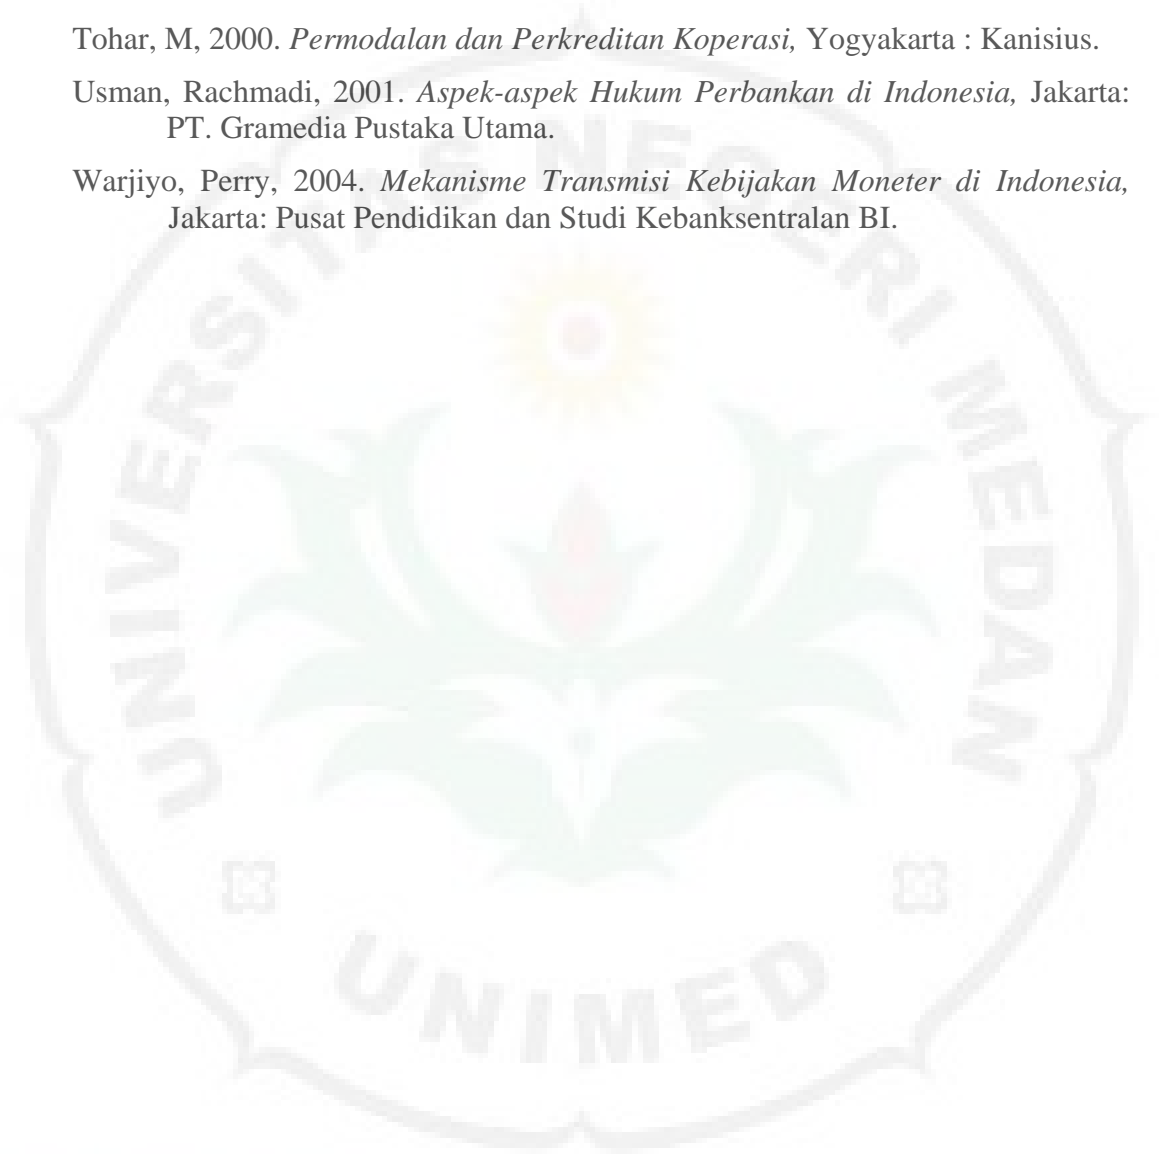 Tohar, M, 2000. Permodalan dan Perkreditan Koperasi, Yogyakarta : Kanisius.
Usman, Rachmadi, 2001. Aspek-aspek Hukum Perbankan di Indonesia, Jakarta:
PT. Gramedia Pustaka Utama.
Warjiyo, Perry, 2004. Mekanisme Transmisi Kebijakan Moneter di Indonesia,
Jakarta: Pusat Pendidikan dan Studi Kebanksentralan BI.
UNIVERSITAS NEGERI MEDAN
UNIMED